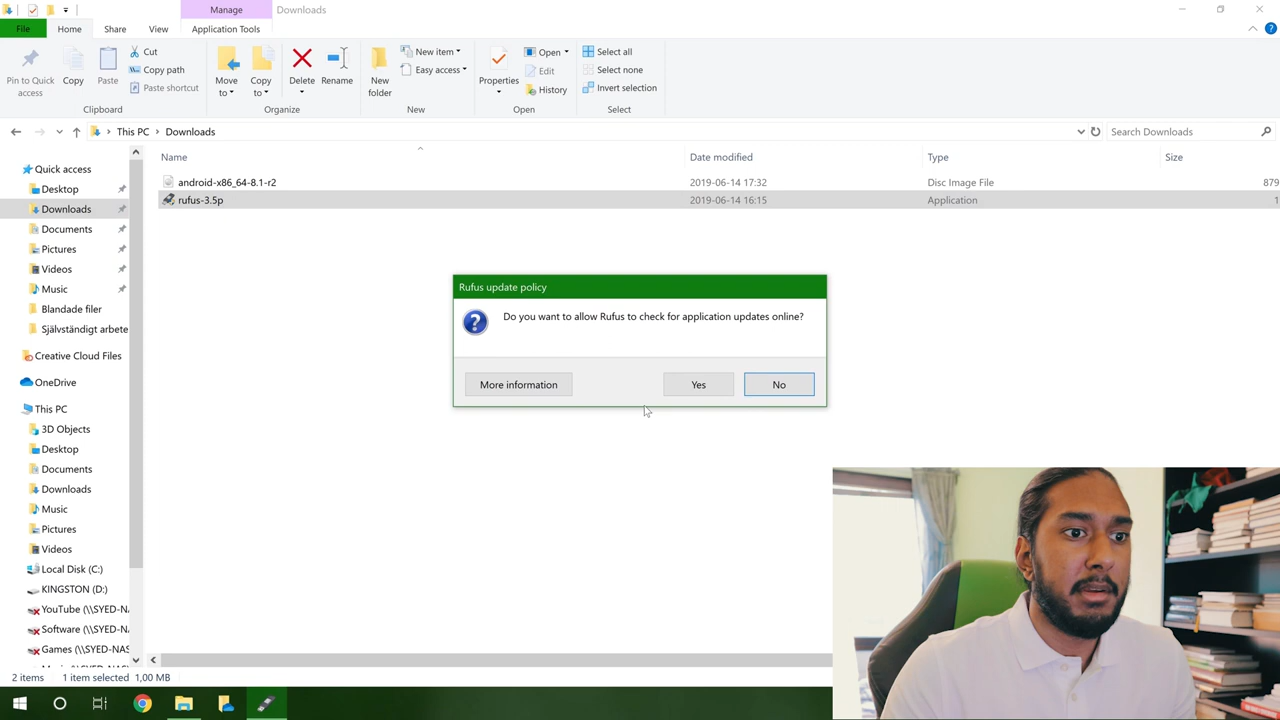 Manage
Downloads
File
Home
Share
View
Application Tools
Pin to Quick access
Copy
Paste
Cut
Copy path
Paste shortcut
Clipboard
Move to
Copy to
Delete
Rename
Organize
New folder
New item
Easy access
New
Properties
Open
Edit
History
Open
Select all
Select none
Invert selection
Select
This PC
Downloads
Search Downloads
Name
Date modified
Type
Size
android-x86_64-8.1-r2
2019-06-14 17:32
Disc Image File
879
rufus-3.5p
2019-06-14 16:15
Application
1
Quick access
Desktop
Downloads
Documents
Pictures
Videos
Music
Blandade filer
Självständigt arbete
Creative Cloud Files
OneDrive
This PC
3D Objects
Desktop
Documents
Downloads
Music
Pictures
Videos
Local Disk (C:)
KINGSTON (D:)
YouTube (\\SYED-NA
Software (\\SYED-NA
Games (\\SYED-NAS
Rufus update policy
Do you want to allow Rufus to check for application updates online?
More information
Yes
No
2 items
1 item selected
1,00 MB